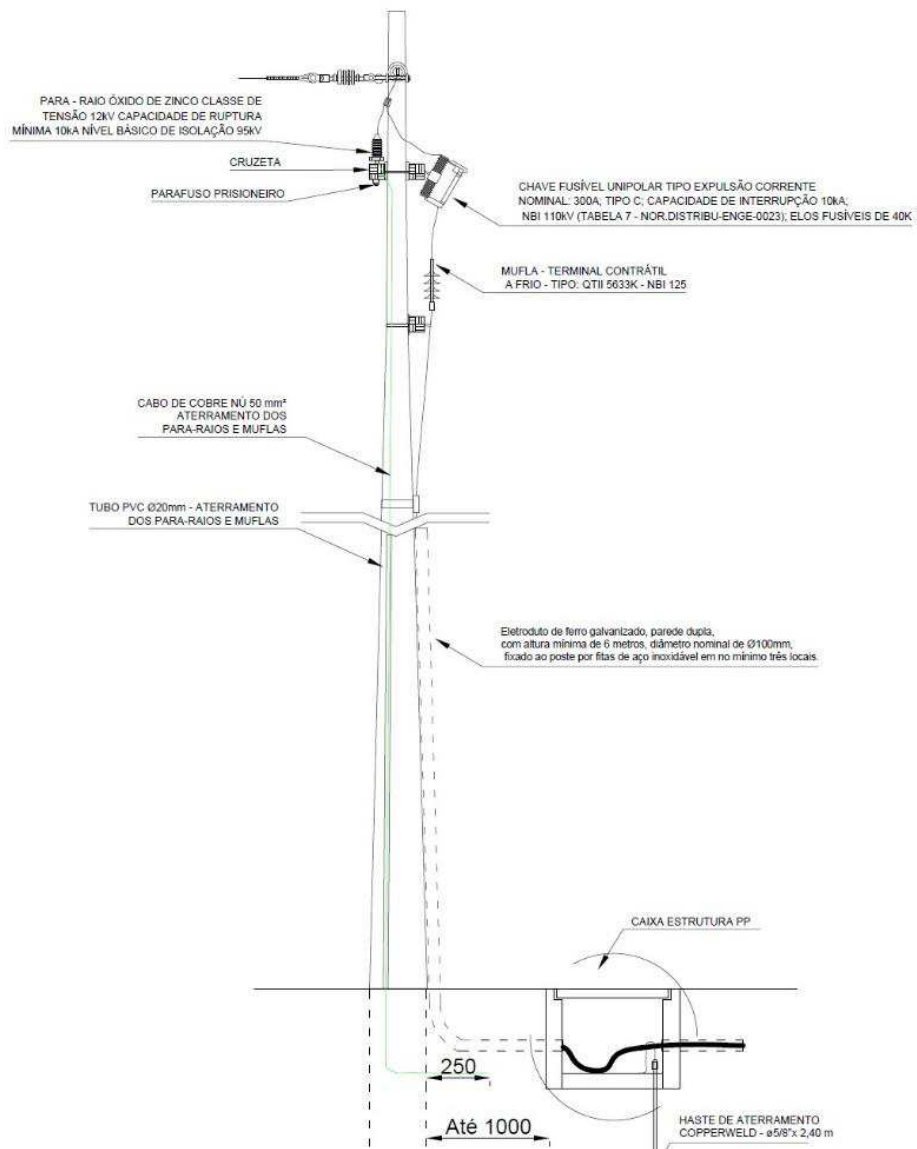 PARA - RAIO ÓXIDO DE ZINCO CLASSE DE
TENSÃO 12kV CAPACIDADE DE RUPTURA
MÍNIMA 10kA NÍVEL BÁSICO DE ISOLAÇÃO 95kV
CRUZETA
PARAFUSO PRISIONEIRO
CHAVE FUSÍVEL UNIPOLAR TIPO EXPULSÃO CORRENTE
NOMINAL: 300A; TIPO C; CAPACIDADE DE INTERRUPÇÃO 10kA;
NBI 110kV (TABELA 7 - NOR.DISTRIBU-ENGE-0023); ELOS FUSÍVEIS DE 40K
MUFLA - TERMINAL CONTRÁTIL
A FRIO - TIPO: QTII 5633K - NBI 125
CABO DE COBRE NÚ 50 mm²
ATERRAMENTO DOS
PARA-RAIOS E MUFLAS
TUBO PVC Ø20mm - ATERRAMENTO
DOS PARA-RAIOS E MUFLAS
Eletroduto de ferro galvanizado, parede dupla,
com altura mínima de 6 metros, diâmetro nominal de Ø100mm,
fixado ao poste por fitas de aço inoxidável em no mínimo três locais.
CAIXA ESTRUTURA PP
250
Até 1000
HASTE DE ATERRAMENTO
COPPERWELD - ø5/8"x 2,40 m